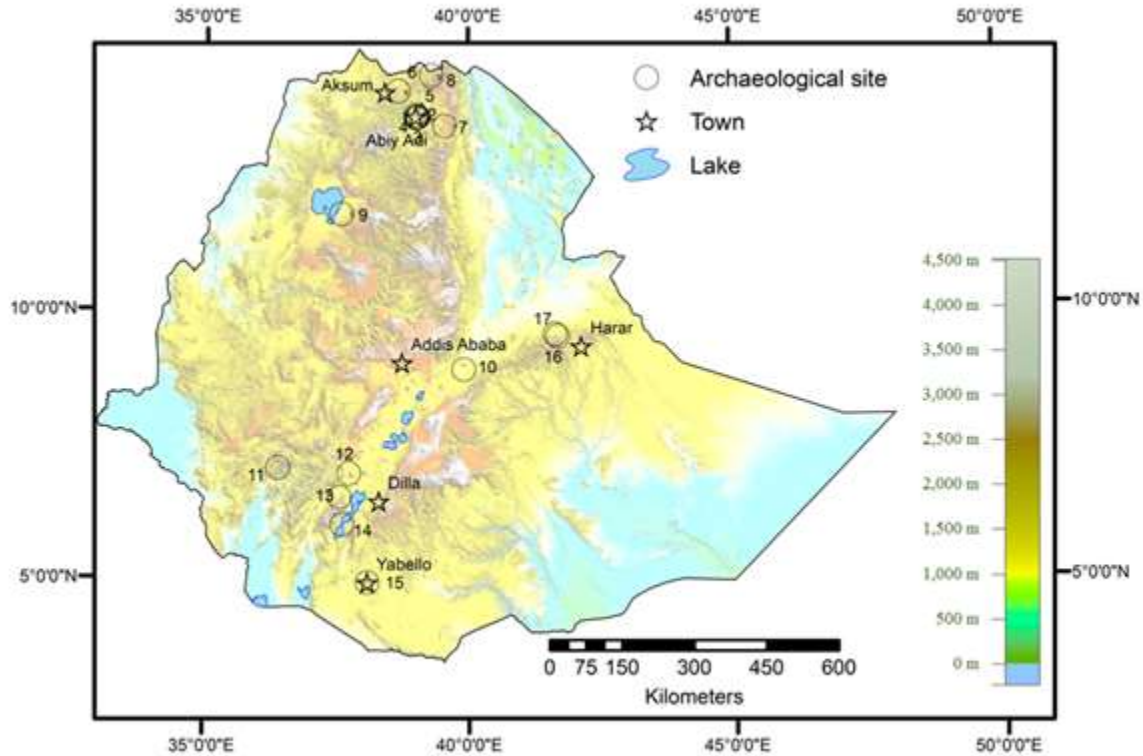 35°0'0"E 40°0'0"E 45°0'0"E 50°0'0"E
Archaeological site
Town
Lake
Aksum
6
8
5
2
4
7
Abiy Adi
9
4,500 m
4,000 m
3,500 m
3,000 m
2,500 m
2,000 m
1,500 m
1,000 m
500 m
0 m
10°0'0"N
10°0'0"N
17
Harar
16
Addis Ababa
10
12
11
13
Dilla
14
Yabello
15
5°0'0"N
5°0'0"N
0 75 150 300 450 600
Kilometers
35°0'0"E 40°0'0"E 45°0'0"E 50°0'0"E